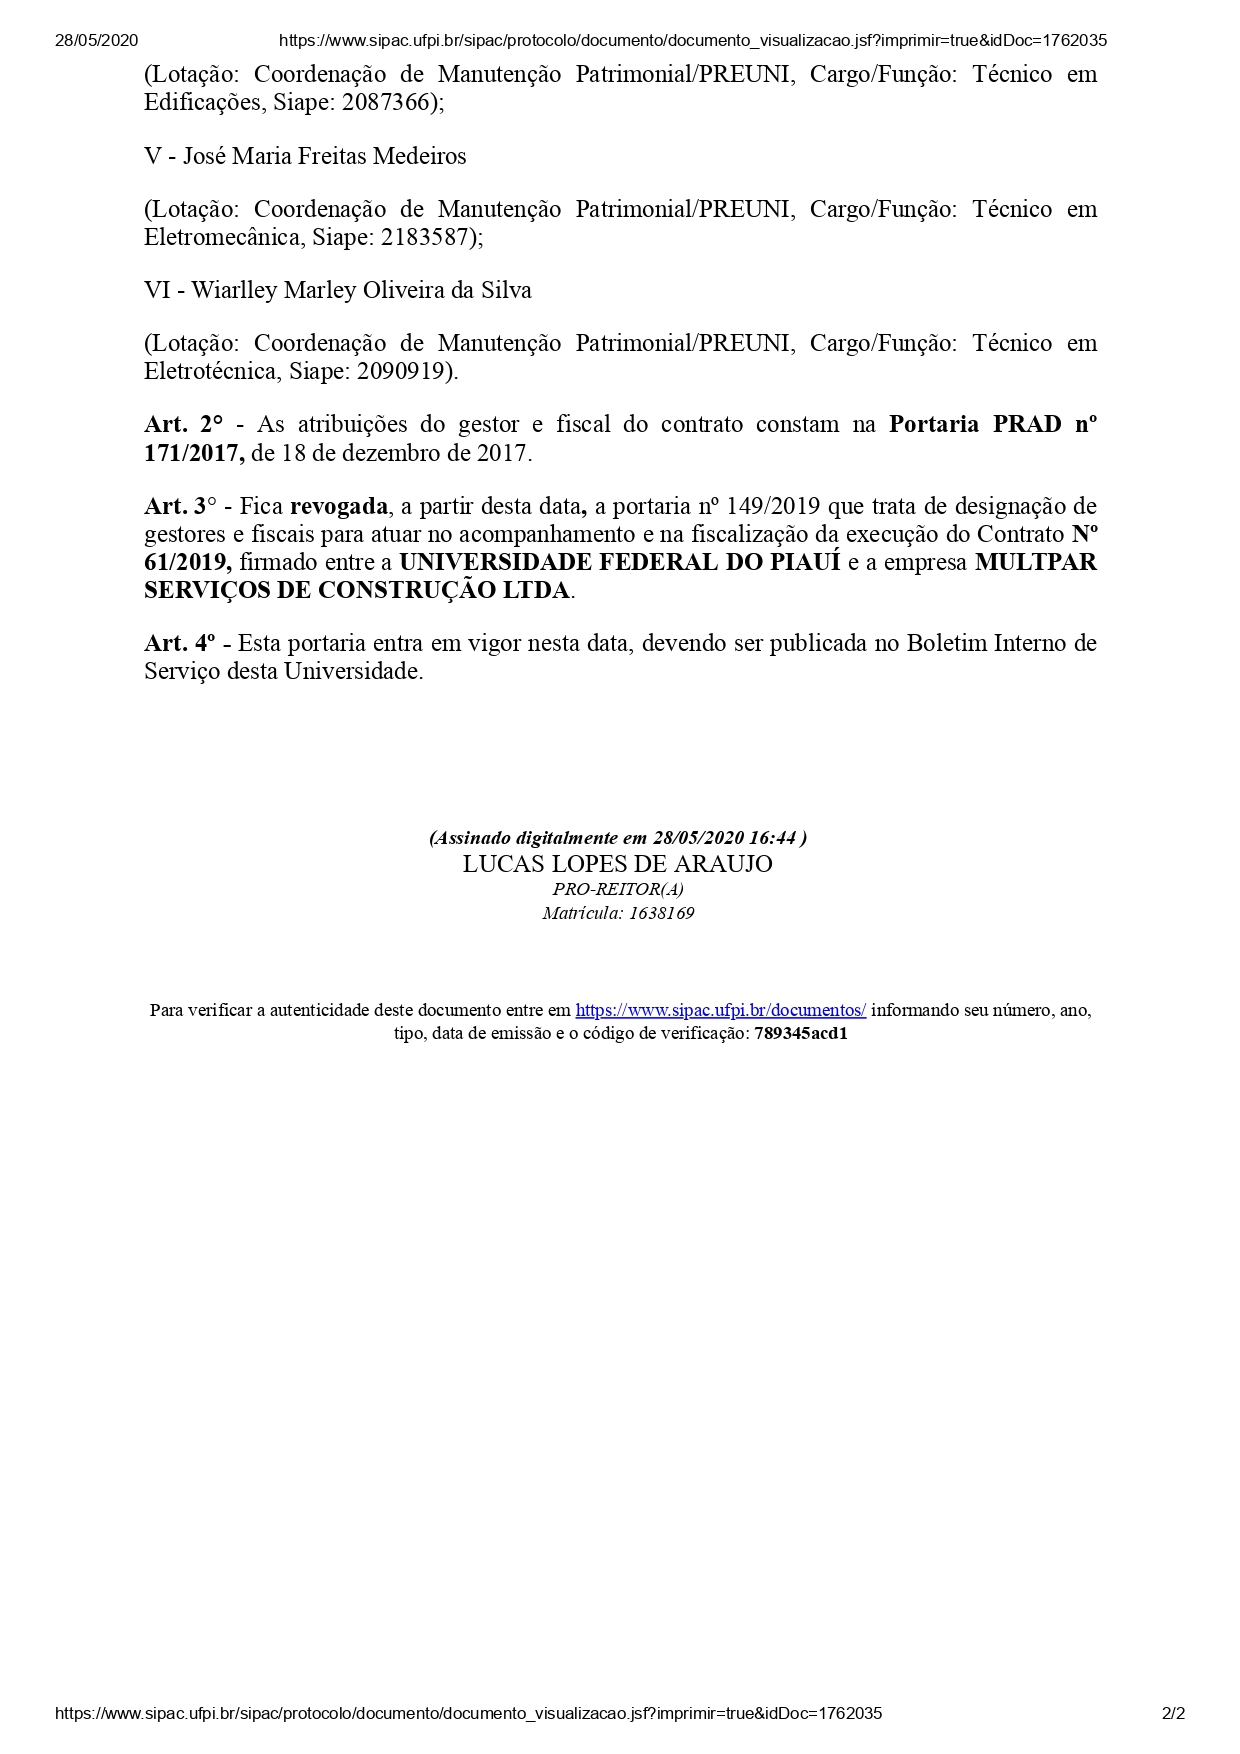 28/05/2020 https://www.sipac.ufpi.br/sipac/protocolo/documento/documento_visualizacao.jsf?imprimir=true&idDoc=1762035
(Lotação: Coordenação de Manutenção Patrimonial/PREUNI, Cargo/Função: Técnico em
Edificações, Siape: 2087366);
V - José Maria Freitas Medeiros
(Lotação: Coordenação de Manutenção Patrimonial/PREUNI, Cargo/Função: Técnico em
Eletromecânica, Siape: 2183587);
VI - Wiarlley Marley Oliveira da Silva
(Lotação: Coordenação de Manutenção Patrimonial/PREUNI, Cargo/Função: Técnico em
Eletrotécnica, Siape: 2090919).
Art. 2° - As atribuições do gestor e fiscal do contrato constam na Portaria PRAD nº
171/2017, de 18 de dezembro de 2017.
Art. 3° - Fica revogada, a partir desta data, a portaria nº 149/2019 que trata de designação de
gestores e fiscais para atuar no acompanhamento e na fiscalização da execução do Contrato Nº
61/2019, firmado entre a UNIVERSIDADE FEDERAL DO PIAUÍ e a empresa MULTPAR
SERVIÇOS DE CONSTRUÇÃO LTDA.
Art. 4º - Esta portaria entra em vigor nesta data, devendo ser publicada no Boletim Interno de
Serviço desta Universidade.
(Assinado digitalmente em 28/05/2020 16:44 )
LUCAS LOPES DE ARAUJO
PRO-REITOR(A)
Matrícula: 1638169
Para verificar a autenticidade deste documento entre em https://www.sipac.ufpi.br/documentos/ informando seu número, ano,
tipo, data de emissão e o código de verificação: 789345acd1
https://www.sipac.ufpi.br/sipac/protocolo/documento/documento_visualizacao.jsf?imprimir=true&idDoc=1762035 2/2